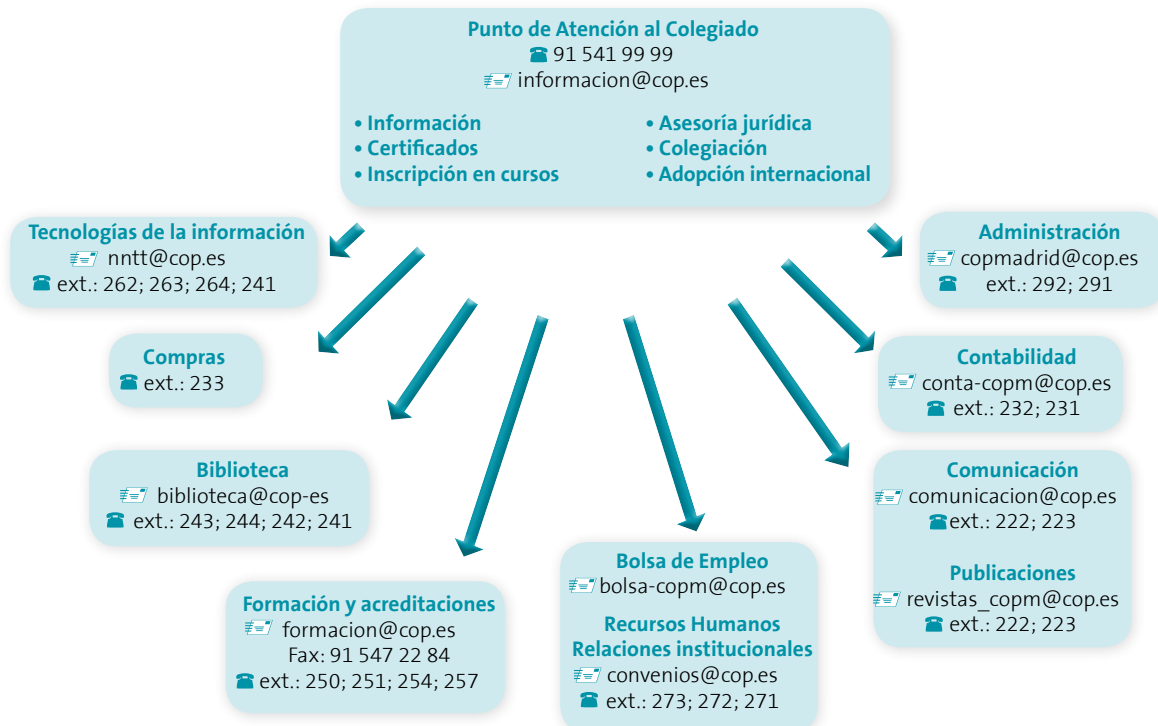 Punto de Atención al Colegiado
91 541 99 99
informacion@cop.es
• Información
• Certificados
• Inscripción en cursos
• Asesoría jurídica
• Colegiación
• Adopción internacional
Tecnologías de la información
nntt@cop.es
ext.: 262; 263; 264; 241
Administración
copmadrid@cop.es
ext.: 292; 291
Compras
ext.: 233
Contabilidad
conta-copm@cop.es
ext.: 232; 231
Biblioteca
biblioteca@cop-es
ext.: 243; 244; 242; 241
Comunicación
comunicacion@cop.es
ext.: 222; 223
Publicaciones
revistas_copm@cop.es
ext.: 222; 223
Formación y acreditaciones
formacion@cop.es
Fax: 91 547 22 84
ext.: 250; 251; 254; 257
Bolsa de Empleo
bolsa-copm@cop.es
Recursos Humanos
Relaciones institucionales
convenios@cop.es
ext.: 273; 272; 271